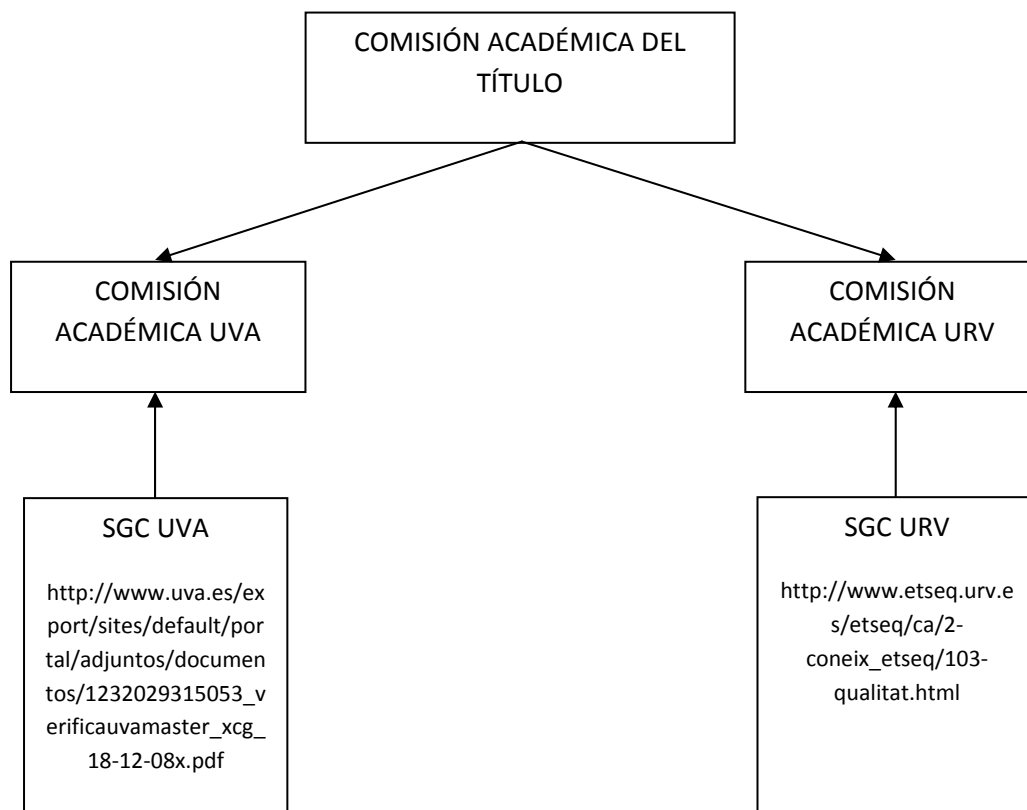 COMISIÓN ACADÉMICA DEL
TÍTULO
COMISIÓN
ACADÉMICA UVA
COMISIÓN
ACADÉMICA URV
SGC UVA
http://www.uva.es/ex
port/sites/default/por
tal/adjuntos/documen
tos/1232029315053_v
erificauvamaster_xcg_
18-12-08x.pdf
SGC URV
http://www.etseq.urv.e
s/etseq/ca/2-
coneix_etseq/103-
qualitat.html